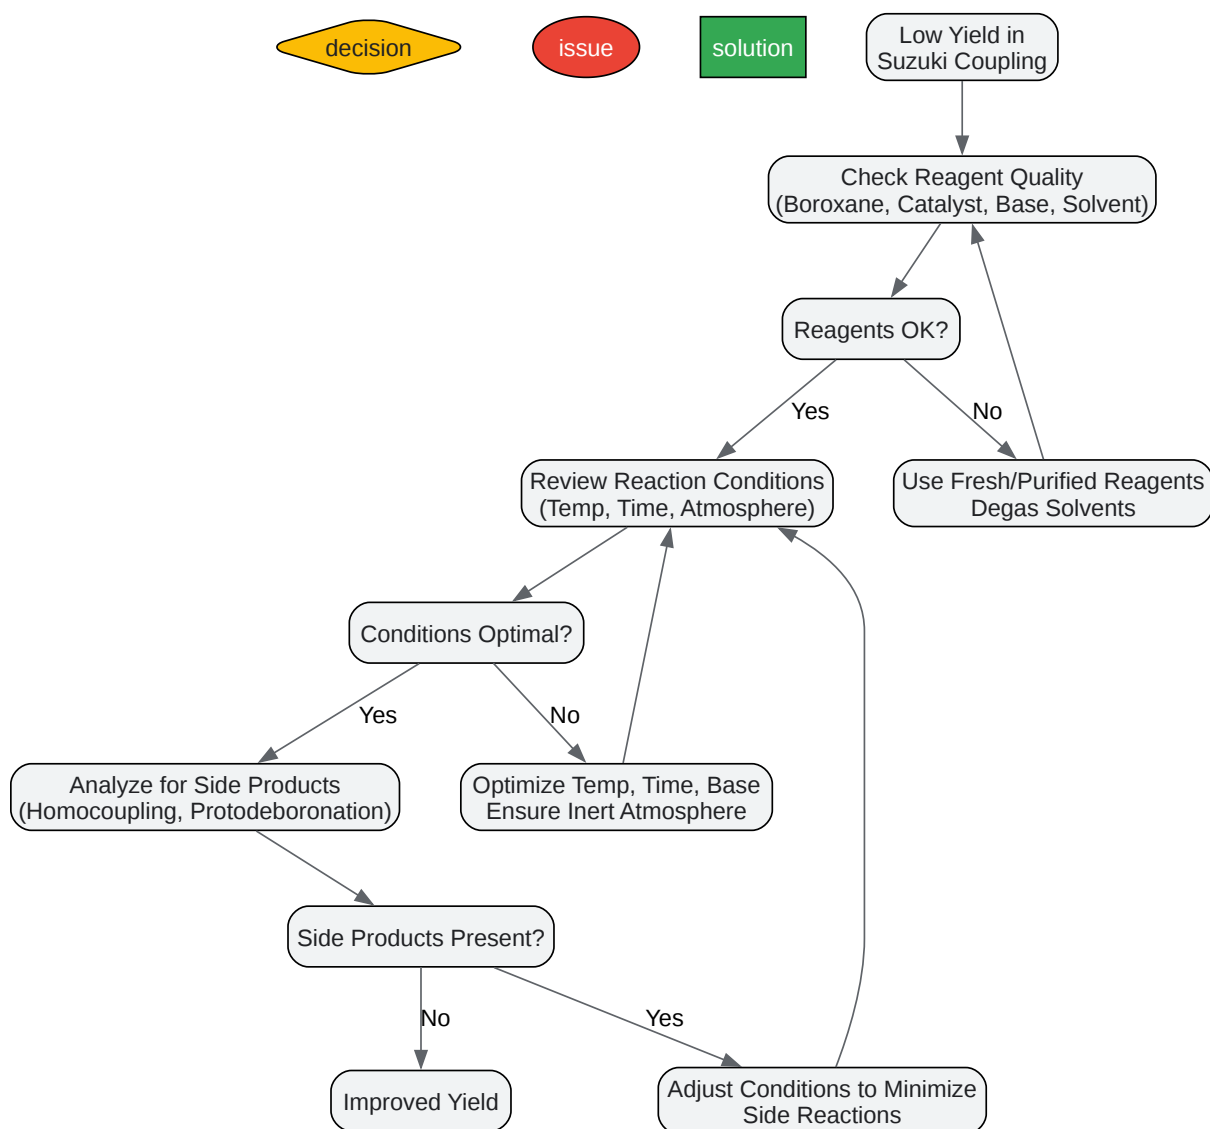 decision
issue
solution
Low Yield in
Suzuki Coupling
Check Reagent Quality
(Boroxane, Catalyst, Base, Solvent)
Reagents OK?
Yes
No
Review Reaction Conditions
(Temp, Time, Atmosphere)
Use Fresh/Purified Reagents
Degas Solvents
Conditions Optimal?
Yes
No
Analyze for Side Products
(Homocoupling, Protodeboronation)
Optimize Temp, Time, Base
Ensure Inert Atmosphere
Side Products Present?
No
Yes
Improved Yield
Adjust Conditions to Minimize
Side Reactions